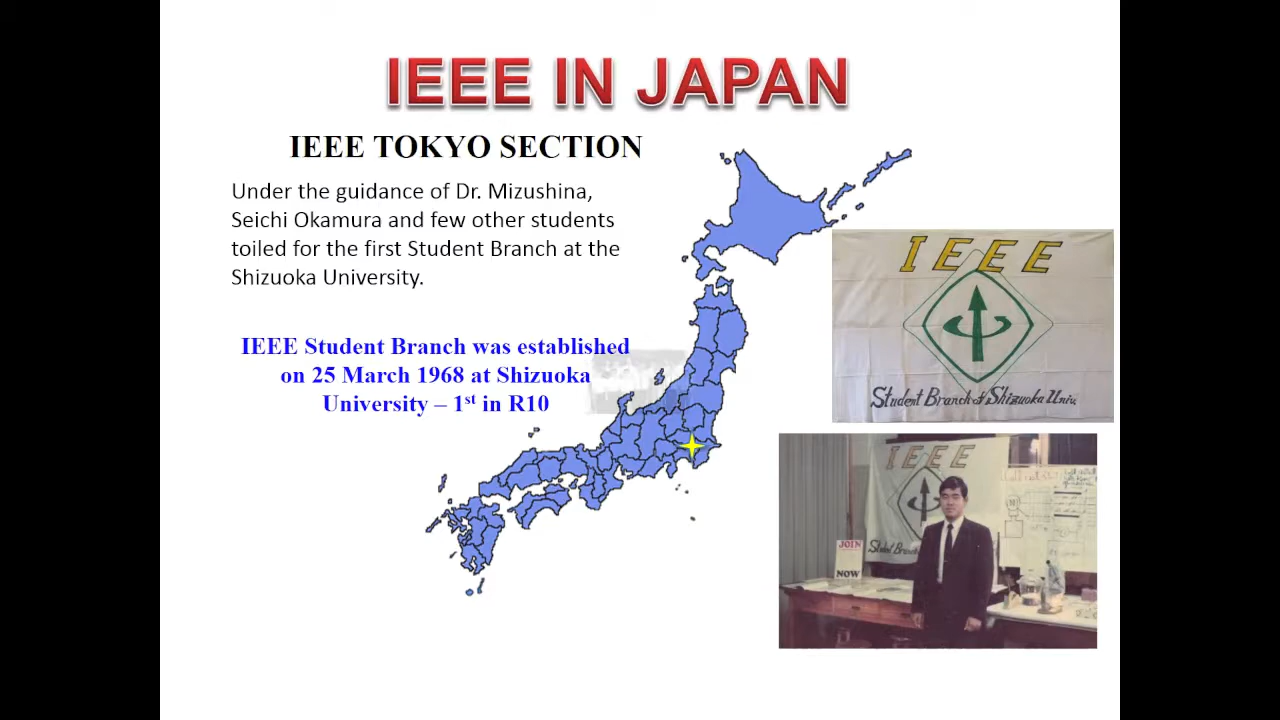 IEEE IN JAPAN
IEEE TOKYO SECTION
Under the guidance of Dr. Mizushina,
Seichi Okamura and few other students
toiled for the first Student Branch at the
Shizuoka University.
IEEE Student Branch was established
on 25 March 1968 at Shizuoka
University – 1st in R10
IEEE
Student Branch of Shizuoka Univ.
IEEE
Student Branch
JOIN
NOW